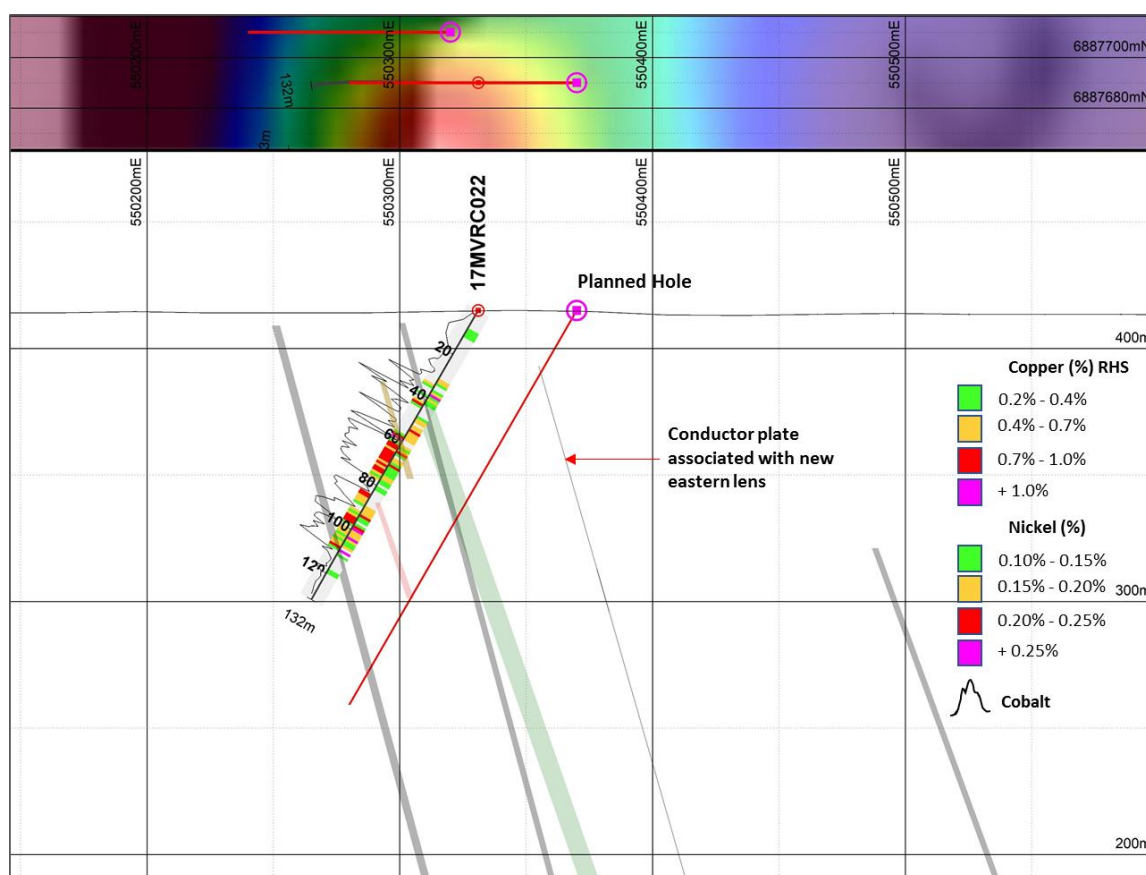 550300mE
550300mE
550400mE
550500mE
6887700mN
6887680mN
132m
3m
550200mE
550300mE
550400mE
550500mE
17MVRC022
Planned Hole
20
40
60
80
100
120
132m
400m
300m
200m
Conductor plate
associated with new
eastern lens
Copper (%) RHS
0.2% - 0.4%
0.4% - 0.7%
0.7% - 1.0%
+ 1.0%
Nickel (%)
0.10% - 0.15%
0.15% - 0.20%
0.20% - 0.25%
+ 0.25%
Cobalt